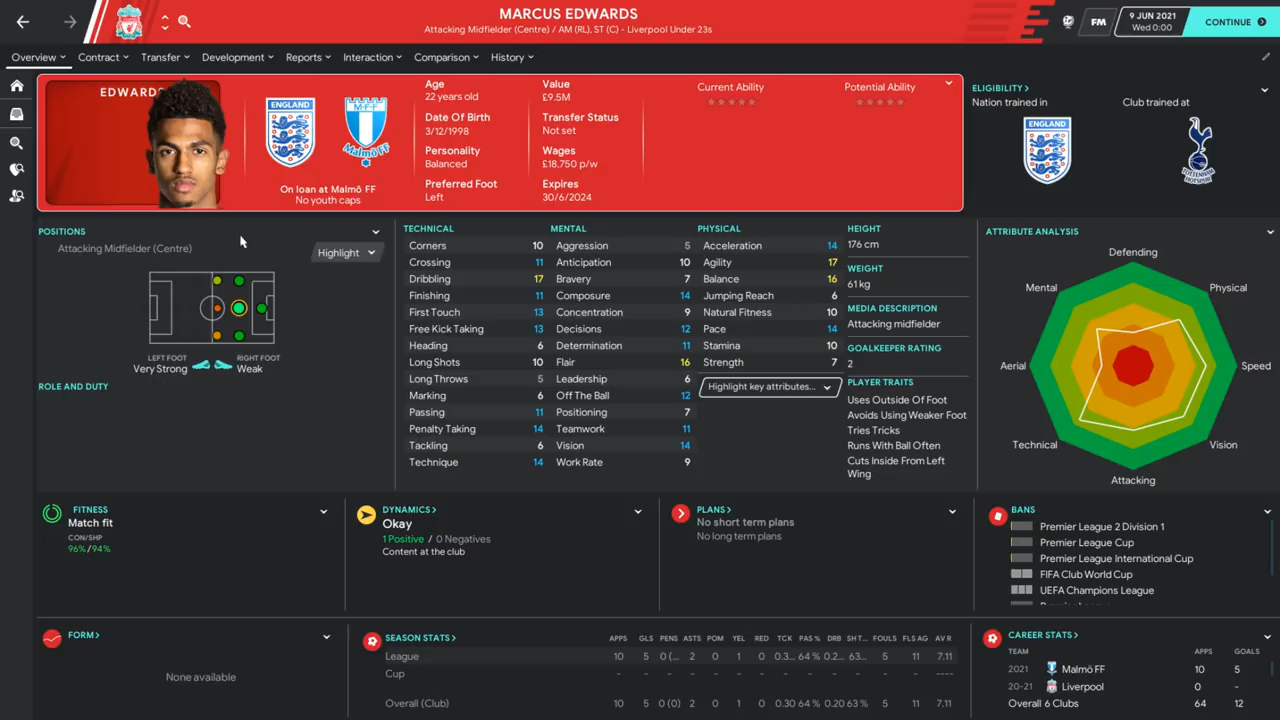 MARCUS EDWARDS
Attacking Midfielder (Centre) / AM (RL), ST (C) - Liverpool Under 23s
FM
9 JUN 2021
Wed 0:00
CONTINUE
Overview
Contract
Transfer
Development
Reports
Interaction
Comparison
History
EDWARDS
ENGLAND
M·F·F
Malmö FF
On loan at Malmö FF
No youth caps
Age
22 years old
Date Of Birth
3/12/1998
Personality
Balanced
Preferred Foot
Left
Value
£9.5M
Transfer Status
Not set
Wages
£18,750 p/w
Expires
30/6/2024
Current Ability
Potential Ability
ELIGIBILITY >
Nation trained in
Club trained at
ENGLAND
TOTTENHAM
HOTSPUR
POSITIONS
Attacking Midfielder (Centre)
Highlight
LEFT FOOT
Very Strong
RIGHT FOOT
Weak
ROLE AND DUTY
TECHNICAL
Corners 10
Crossing 11
Dribbling 17
Finishing 11
First Touch 13
Free Kick Taking 13
Heading 6
Long Shots 10
Long Throws 5
Marking 6
Passing 11
Penalty Taking 14
Tackling 6
Technique 14
MENTAL
Aggression 5
Anticipation 10
Bravery 7
Composure 14
Concentration 9
Decisions 12
Determination 11
Flair 16
Leadership 6
Off The Ball 12
Positioning 7
Teamwork 11
Vision 14
Work Rate 9
PHYSICAL
Acceleration 14
Agility 17
Balance 16
Jumping Reach 6
Natural Fitness 10
Pace 14
Stamina 10
Strength 7
Highlight key attributes...
HEIGHT
176 cm
WEIGHT
61 kg
MEDIA DESCRIPTION
Attacking midfielder
GOALKEEPER RATING
2
PLAYER TRAITS
Uses Outside Of Foot
Avoids Using Weaker Foot
Tries Tricks
Runs With Ball Often
Cuts Inside From Left
Wing
ATTRIBUTE ANALYSIS
Defending
Mental
Physical
Aerial
Speed
Technical
Vision
Attacking
FITNESS
Match fit
CON/SHP
96%/94%
DYNAMICS >
Okay
1 Positive / 0 Negatives
Content at the club
PLANS >
No short term plans
No long term plans
BANS
Premier League 2 Division 1
Premier League Cup
Premier League International Cup
FIFA Club World Cup
UEFA Champions League
FORM >
None available
SEASON STATS > APPS GLS PENS ASTS POM YEL RED TCK PAS % DRB SH T... FOULS FLS AG AV R
League 10 5 0 (... 2 0 1 0 0.3... 64 % 0.2... 63... 5 11 7.11
Cup - - - - - - - - - - - - - ----
Overall (Club) 10 5 0 (0) 2 0 1 0 0.30 64 % 0.20 63 % 5 11 7.11
CAREER STATS >
TEAM APPS GOALS
2021 Malmö FF 10 5
20-21 Liverpool 0 -
Overall 6 Clubs 64 12